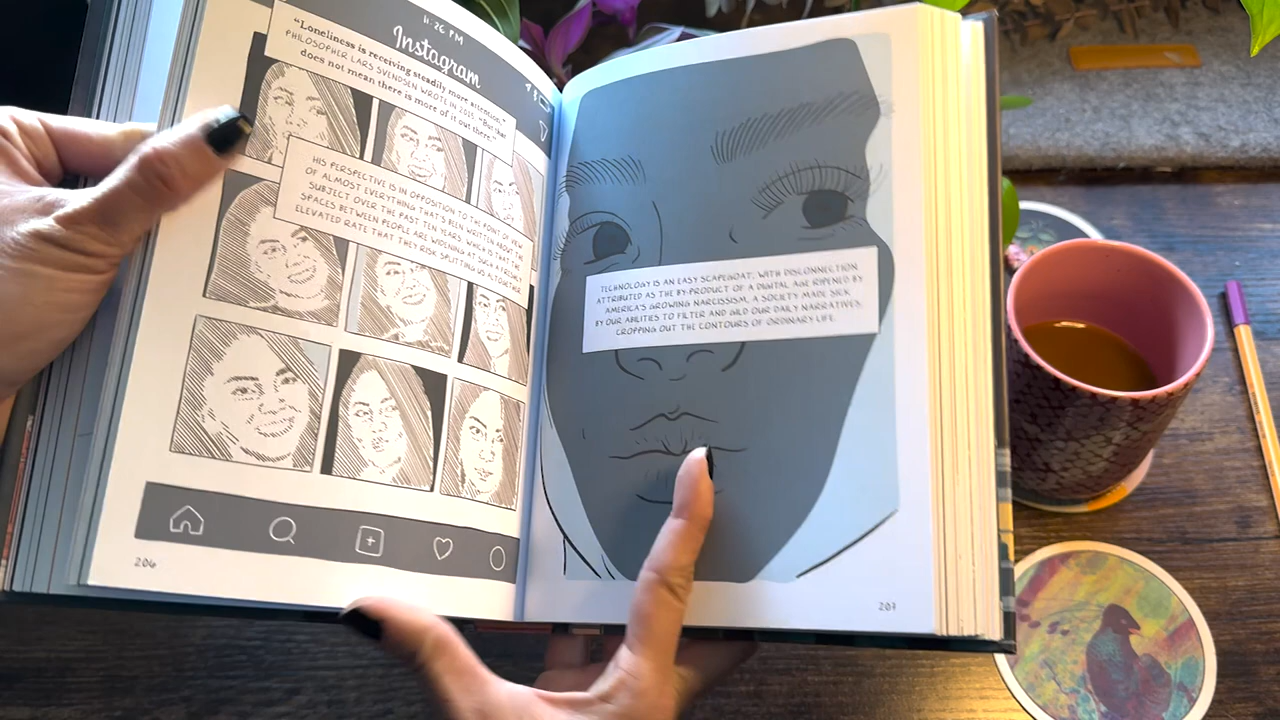 11:26 PM
Instagram
"Loneliness is receiving steadily more attention,"
PHILOSOPHER LARS SVENDSEN WROTE IN 2015. "But that
does not mean there is more of it out there."
HIS PERSPECTIVE IS IN OPPOSITION TO THE POINT OF VIEW
OF ALMOST EVERYTHING THAT'S BEEN WRITTEN ABOUT THE
SUBJECT OVER THE PAST TEN YEARS: WHICH IS THAT THE
SPACES BETWEEN PEOPLE ARE WIDENING AT SUCH A FREAKISHLY
ELEVATED RATE THAT THEY RISK SPLITTING US ALTOGETHER.
206
TECHNOLOGY IS AN EASY SCAPEGOAT, WITH DISCONNECTION
ATTRIBUTED AS THE BY-PRODUCT OF A DIGITAL AGE RIPENED BY
AMERICA'S GROWING NARCISSISM, A SOCIETY MADE SICK
BY OUR ABILITIES TO FILTER AND GILD OUR DAILY NARRATIVES,
CROPPING OUT THE CONTOURS OF ORDINARY LIFE.
207